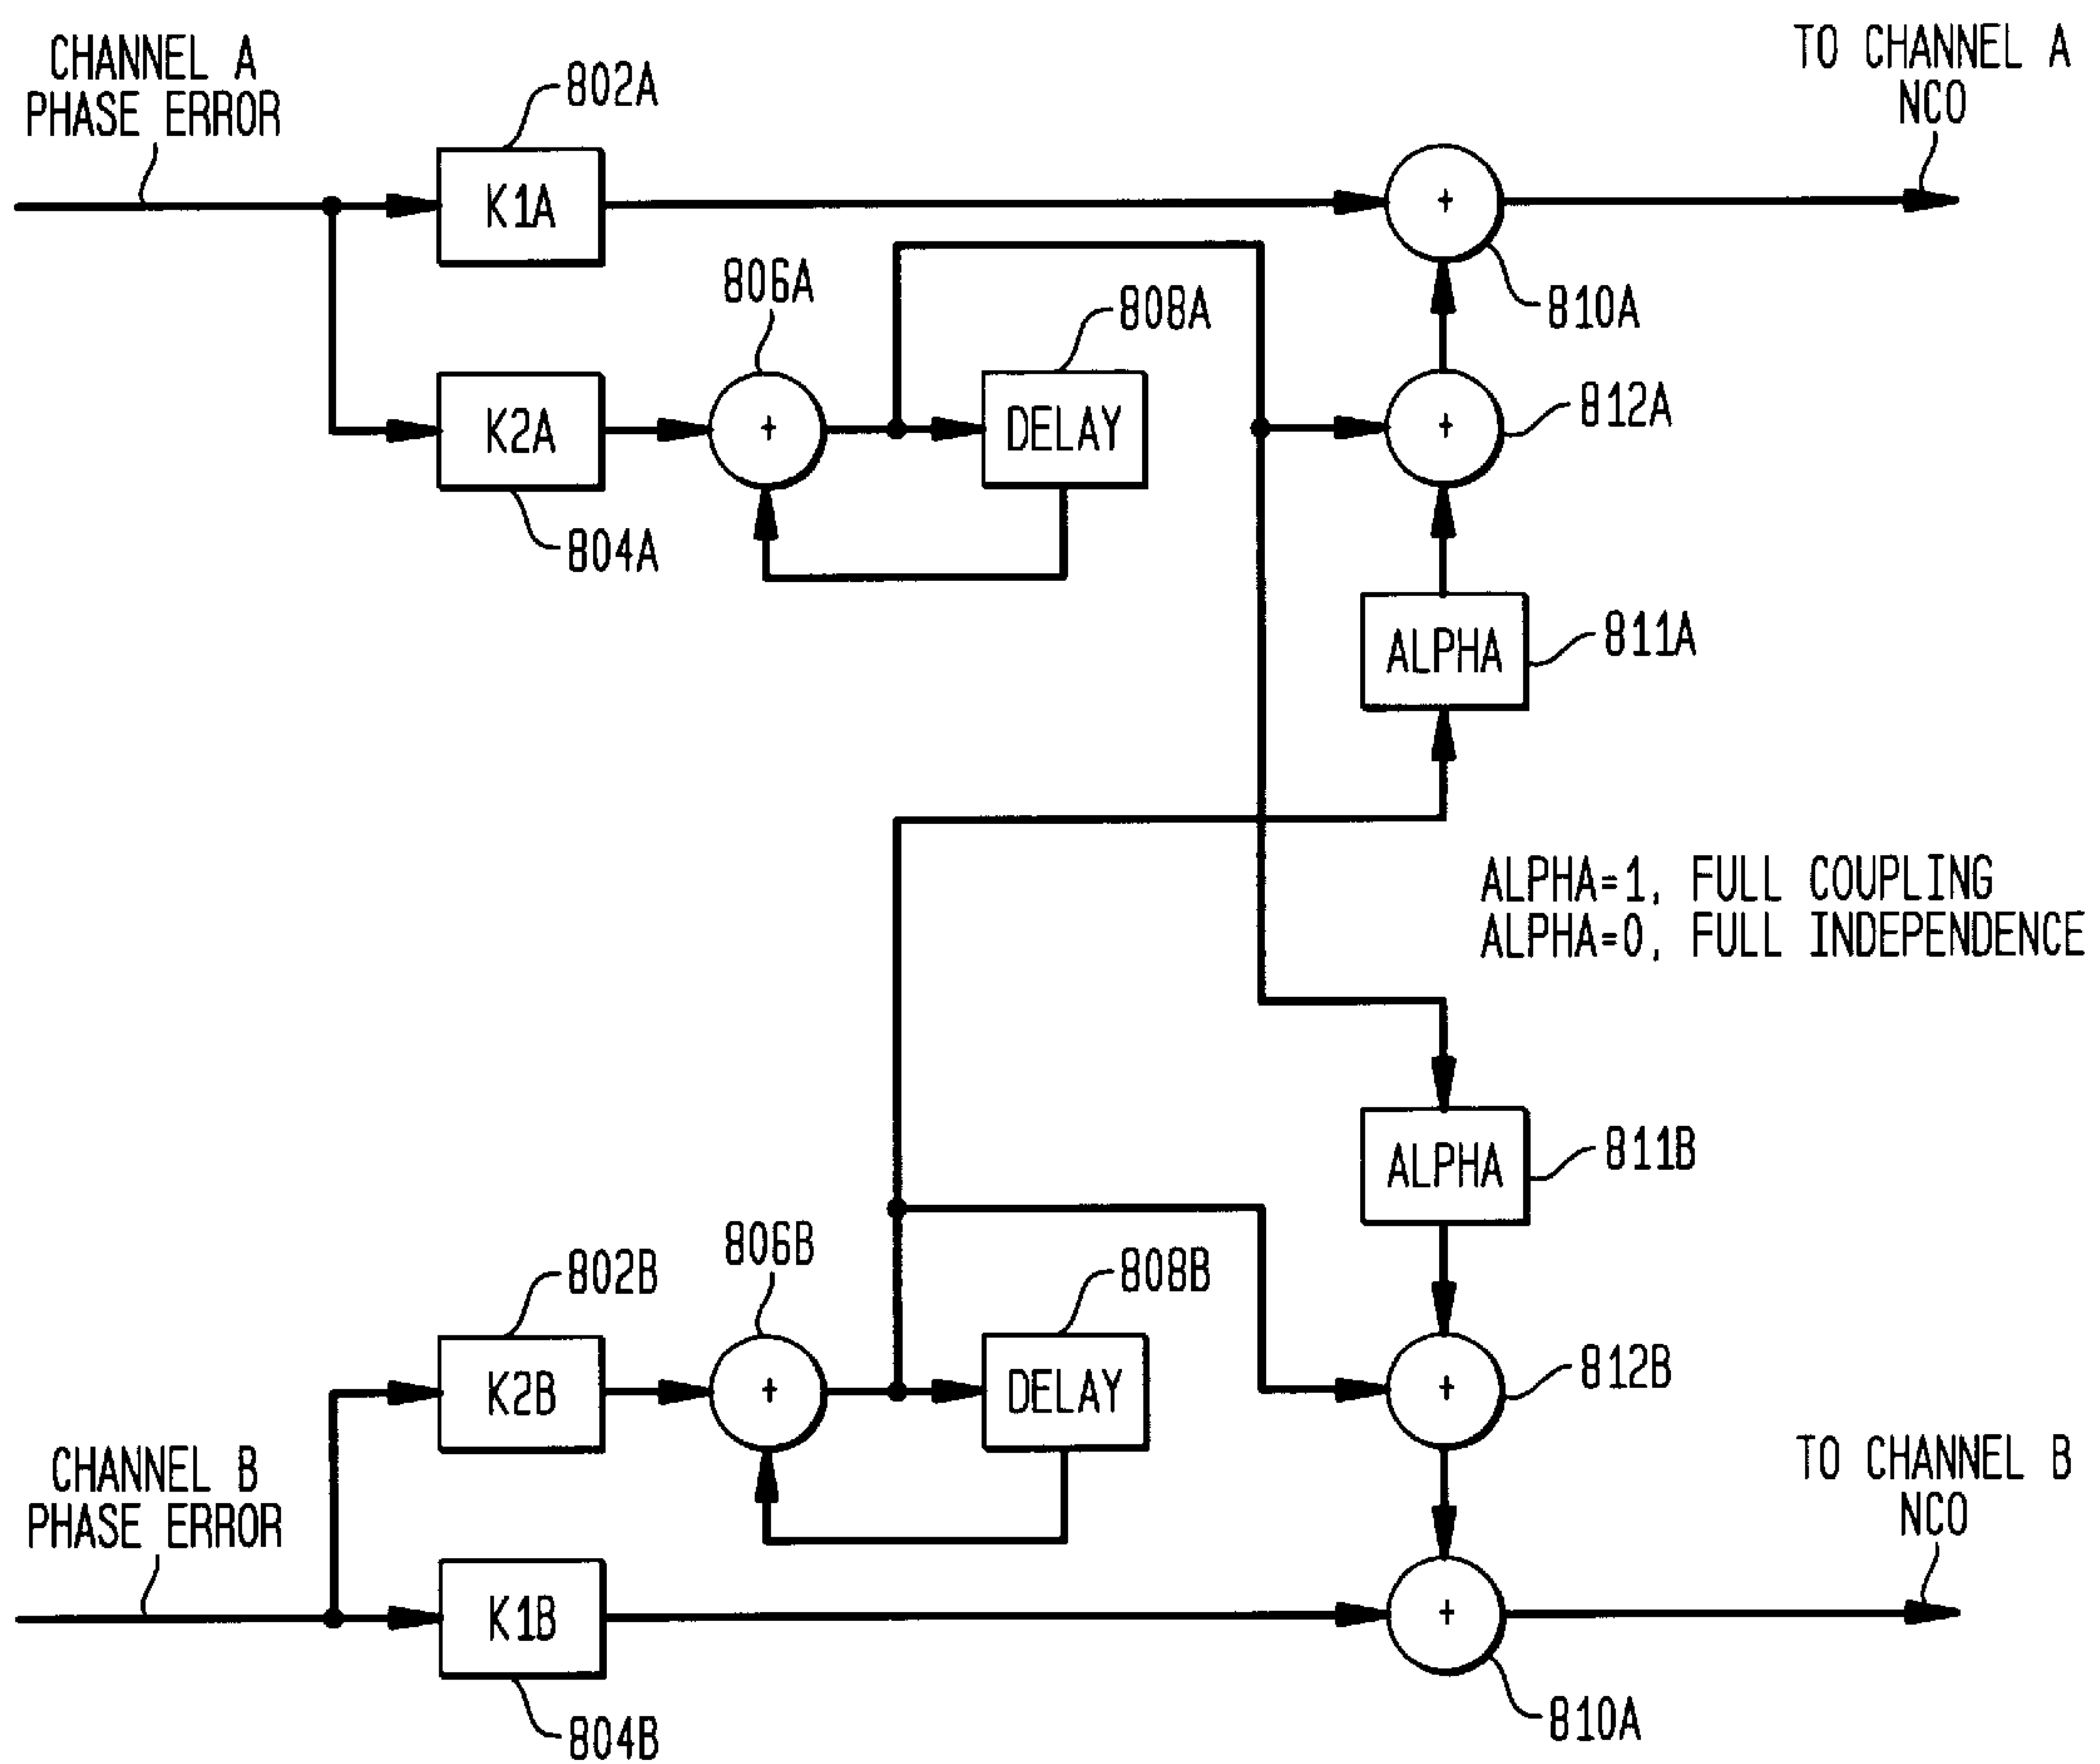 CHANNEL A
PHASE ERROR
802A
TO CHANNEL A
NCO
K1A
+
810A
806A
808A
K2A
+
DELAY
+
812A
804A
ALPHA
811A
ALPHA=1, FULL COUPLING
ALPHA=0, FULL INDEPENDENCE
ALPHA
811B
802B
806B
808B
K2B
+
DELAY
+
812B
CHANNEL B
PHASE ERROR
TO CHANNEL B
NCO
K1B
+
804B
810A